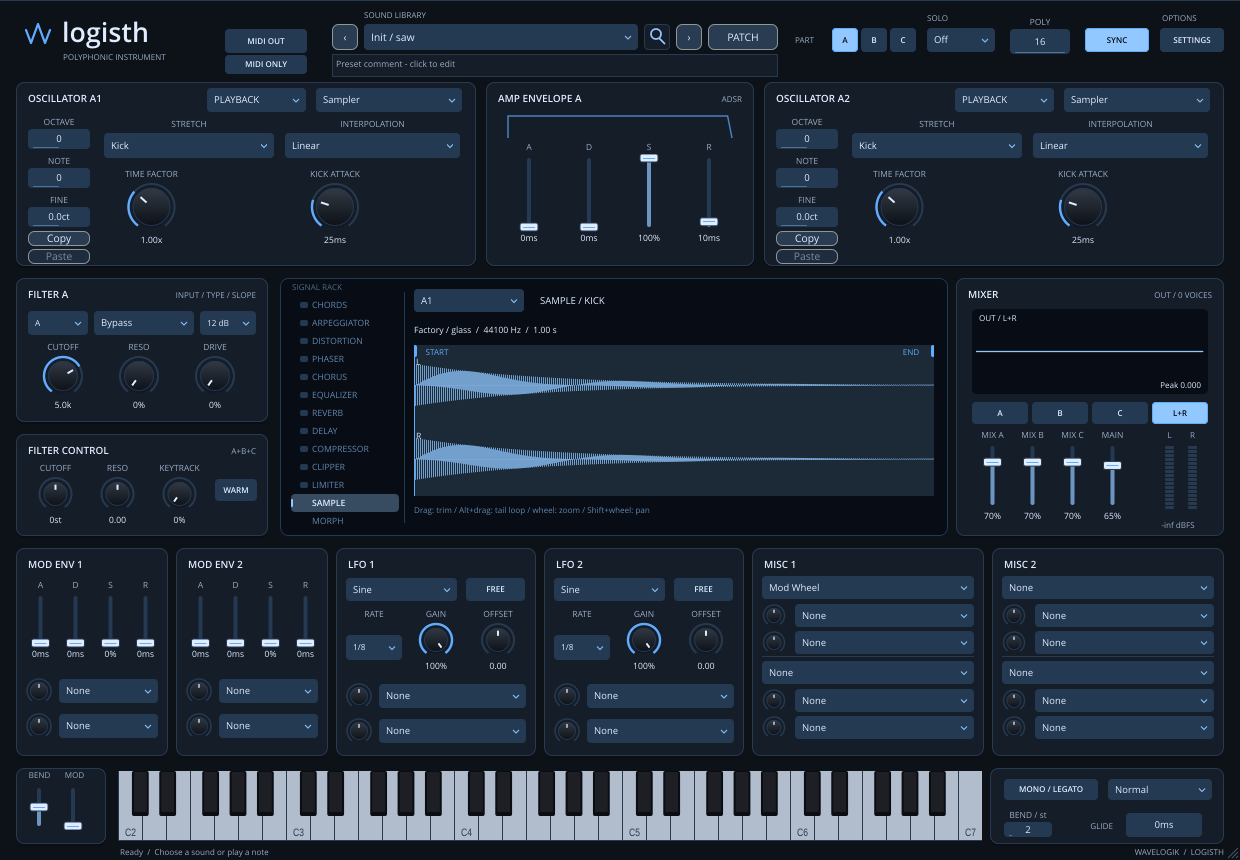 logisth
POLYPHONIC INSTRUMENT
MIDI OUT
MIDI ONLY
SOUND LIBRARY
‹
Init / saw
›
PATCH
Preset comment - click to edit
PART
A
B
C
SOLO
Off
POLY
16
SYNC
OPTIONS
SETTINGS
OSCILLATOR A1
PLAYBACK
Sampler
OCTAVE
0
STRETCH
Kick
INTERPOLATION
Linear
NOTE
0
FINE
0.0ct
Copy
Paste
TIME FACTOR
1.00x
KICK ATTACK
25ms
AMP ENVELOPE A
ADSR
A D S R
0ms 0ms 100% 10ms
OSCILLATOR A2
PLAYBACK
Sampler
OCTAVE
0
STRETCH
Kick
INTERPOLATION
Linear
NOTE
0
FINE
0.0ct
Copy
Paste
TIME FACTOR
1.00x
KICK ATTACK
25ms
FILTER A
INPUT / TYPE / SLOPE
A
Bypass
12 dB
CUTOFF RESO DRIVE
5.0k 0% 0%
FILTER CONTROL
A+B+C
CUTOFF RESO KEYTRACK
WARM
0st 0.00 0%
SIGNAL RACK
CHORDS
ARPEGGIATOR
DISTORTION
PHASER
CHORUS
EQUALIZER
REVERB
DELAY
COMPRESSOR
CLIPPER
LIMITER
SAMPLE
MORPH
A1
SAMPLE / KICK
Factory / glass / 44100 Hz / 1.00 s
START
END
L
R
Drag: trim / Alt+drag: tail loop / wheel: zoom / Shift+wheel: pan
MIXER
OUT / 0 VOICES
OUT / L+R
Peak 0.000
A B C L+R
MIX A MIX B MIX C MAIN L R
70% 70% 70% 65%
-inf dBFS
MOD ENV 1
A D S R
0ms 0ms 0% 0ms
None
None
MOD ENV 2
A D S R
0ms 0ms 0% 0ms
None
None
LFO 1
Sine
FREE
RATE GAIN OFFSET
1/8
100% 0.00
None
None
LFO 2
Sine
FREE
RATE GAIN OFFSET
1/8
100% 0.00
None
None
MISC 1
Mod Wheel
None
None
None
None
None
MISC 2
None
None
None
None
None
None
BEND MOD
C2 C3 C4 C5 C6 C7
MONO / LEGATO
Normal
BEND / st
2
GLIDE
0ms
Ready / Choose a sound or play a note
WAVELOGIK / LOGISTH